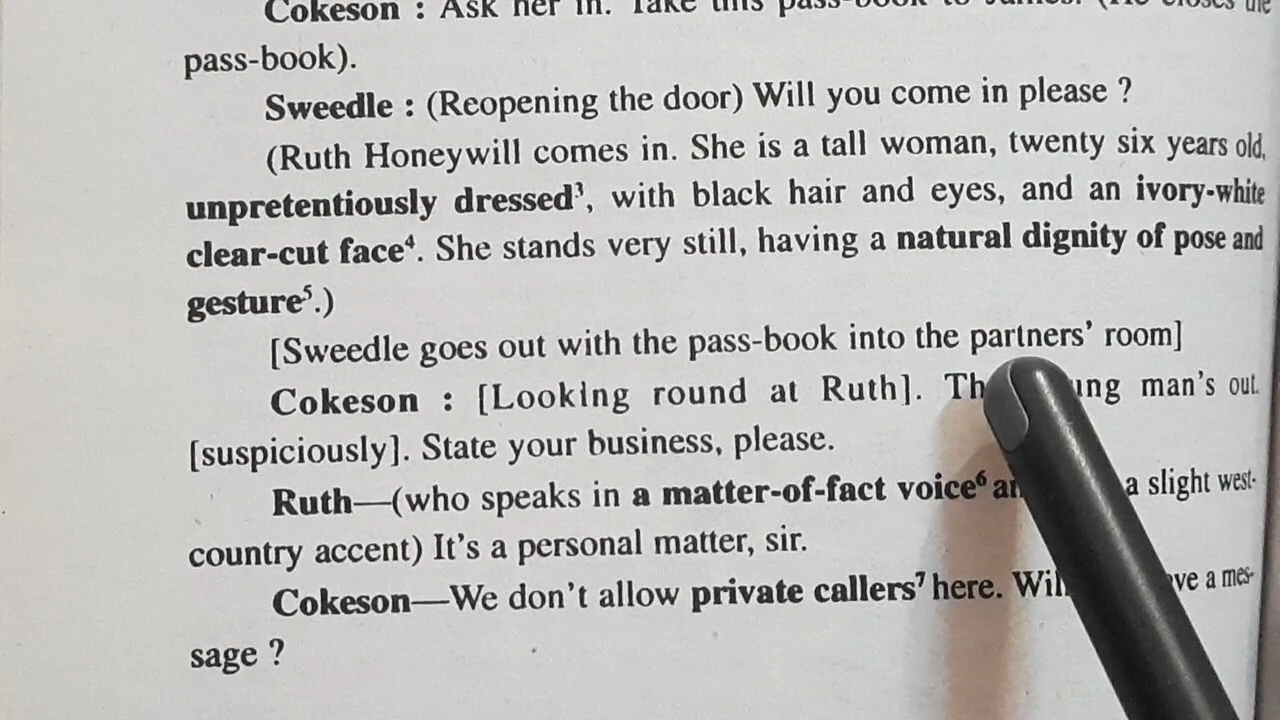 Cokeson : Ask her in. Take this pass-book to James. (He closes the
pass-book).
Sweedle : (Reopening the door) Will you come in please ?
(Ruth Honeywill comes in. She is a tall woman, twenty six years old,
unpretentiously dressed³, with black hair and eyes, and an ivory-white
clear-cut face⁴. She stands very still, having a natural dignity of pose and
gesture⁵.)
[Sweedle goes out with the pass-book into the partners' room]
Cokeson : [Looking round at Ruth]. man's out.
[suspiciously]. State your business, please.
Ruth—(who speaks in a matter-of-fact voice⁶ a slight west-
country accent) It's a personal matter, sir.
Cokeson—We don't allow private callers⁷ here. a mes-
sage ?